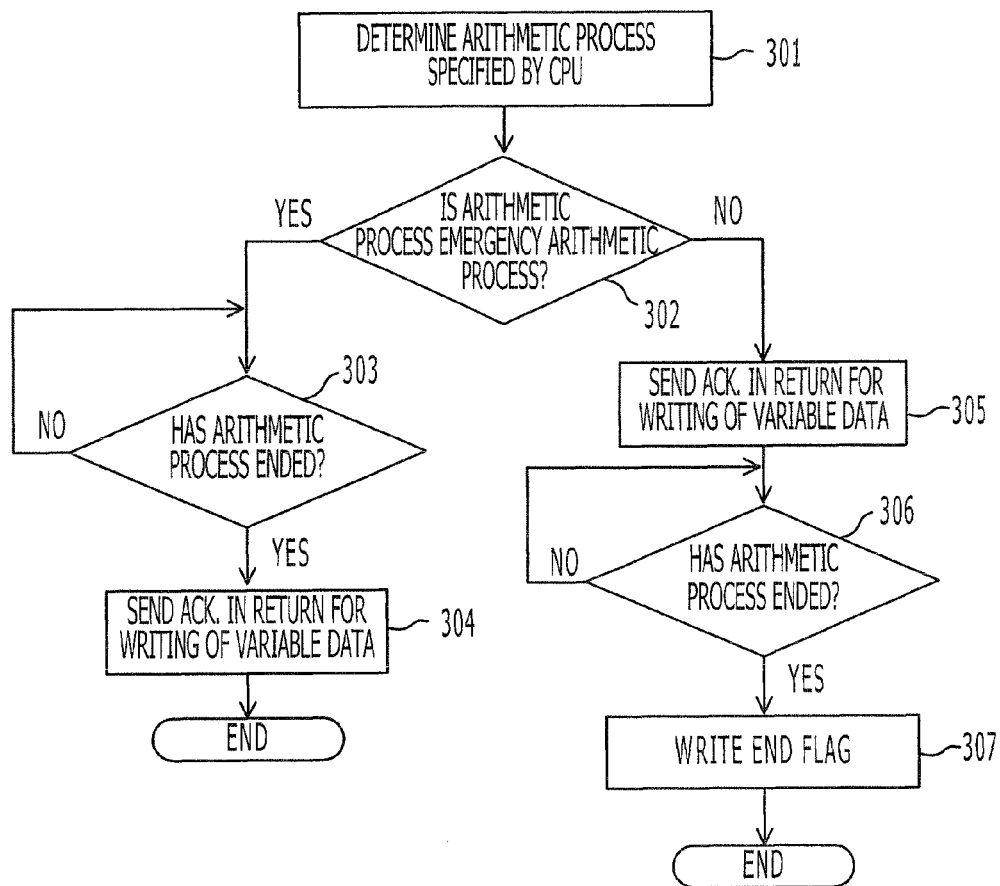 DETERMINE ARITHMETIC PROCESS
SPECIFIED BY CPU
301
YES
IS ARITHMETIC
PROCESS EMERGENCY ARITHMETIC
PROCESS?
NO
302
303
NO
HAS ARITHMETIC
PROCESS ENDED?
YES
SEND ACK. IN RETURN FOR
WRITING OF VARIABLE DATA
304
END
SEND ACK. IN RETURN FOR
WRITING OF VARIABLE DATA
305
306
NO
HAS ARITHMETIC
PROCESS ENDED?
YES
WRITE END FLAG
307
END